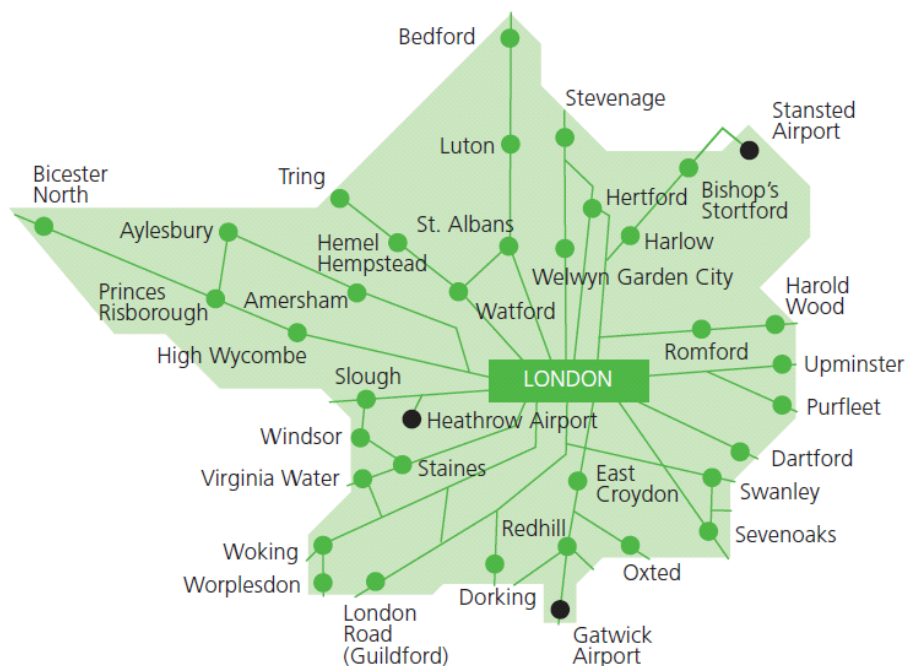 Bedford
Stevenage
Stansted
Airport
Luton
Bicester
North
Tring
Hertford
Bishop's
Stortford
St. Albans
Aylesbury
Hemel
Hempstead
Harlow
Welwyn Garden City
Harold
Wood
Princes
Risborough
Amersham
Watford
High Wycombe
Romford
Slough
LONDON
Upminster
Heathrow Airport
Purfleet
Windsor
Dartford
Virginia Water
Staines
East
Croydon
Swanley
Redhill
Sevenoaks
Woking
Oxted
Worplesdon
Dorking
London
Road
(Guildford)
Gatwick
Airport